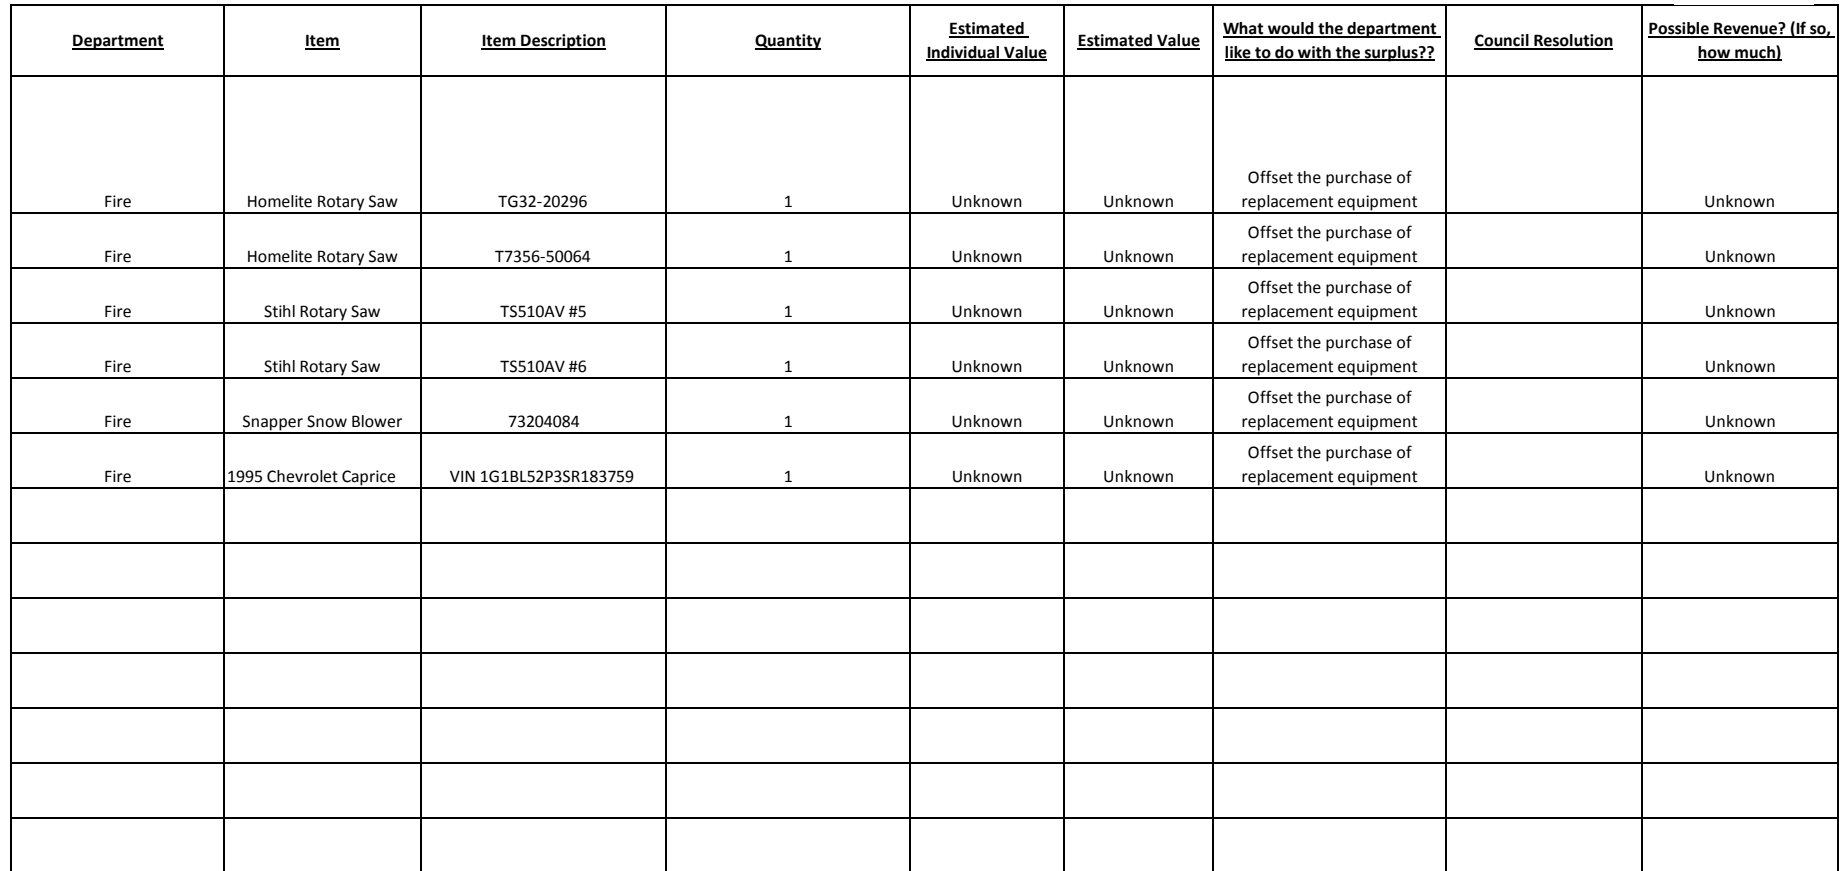 Department Item Item Description Quantity Estimated Individual Value Estimated Value What would the department like to do with the surplus?? Council Resolution Possible Revenue? (If so, how much)
Fire Homelite Rotary Saw TG32-20296 1 Unknown Unknown Offset the purchase of replacement equipment Unknown
Fire Homelite Rotary Saw T7356-50064 1 Unknown Unknown Offset the purchase of replacement equipment Unknown
Fire Stihl Rotary Saw TS510AV #5 1 Unknown Unknown Offset the purchase of replacement equipment Unknown
Fire Stihl Rotary Saw TS510AV #6 1 Unknown Unknown Offset the purchase of replacement equipment Unknown
Fire Snapper Snow Blower 73204084 1 Unknown Unknown Offset the purchase of replacement equipment Unknown
Fire 1995 Chevrolet Caprice VIN 1G1BL52P3SR183759 1 Unknown Unknown Offset the purchase of replacement equipment Unknown